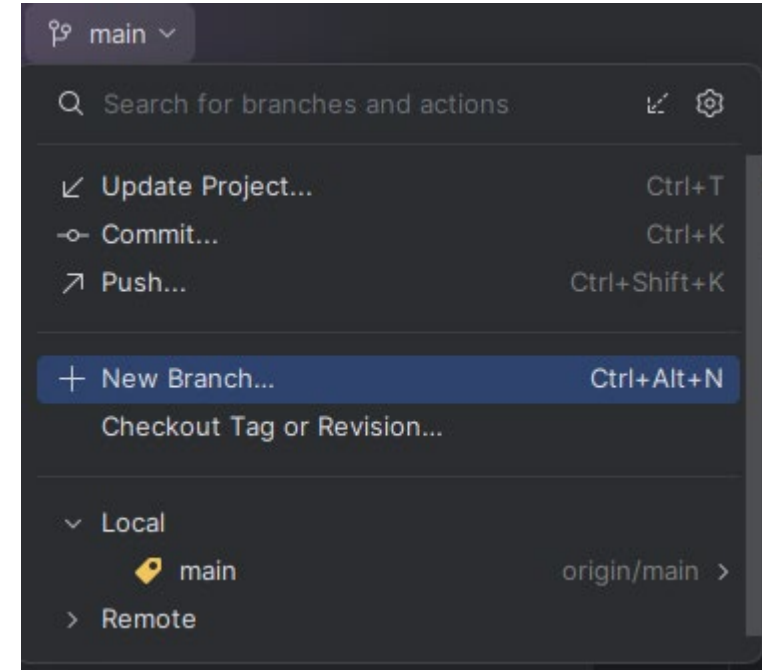 main
Search for branches and actions
Update Project... Ctrl+T
Commit... Ctrl+K
Push... Ctrl+Shift+K
New Branch... Ctrl+Alt+N
Checkout Tag or Revision...
Local
main origin/main
Remote